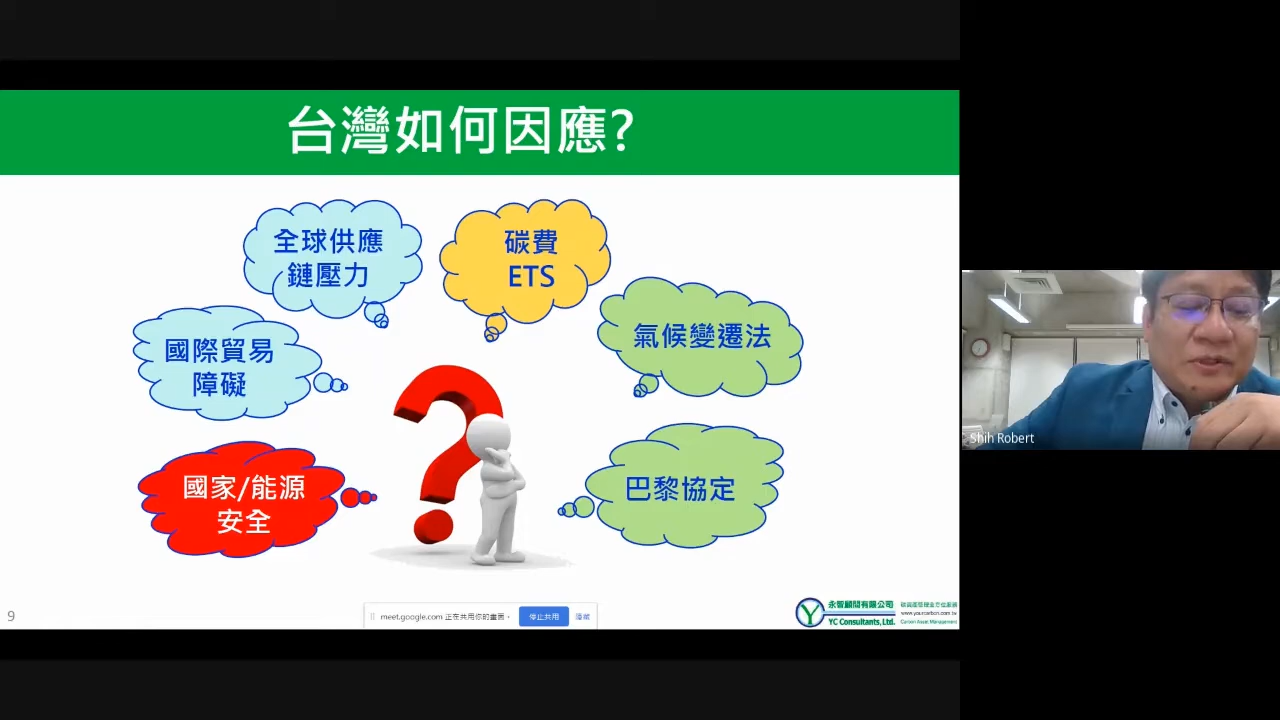 台灣如何因應?
全球供應
鏈壓力
碳費
ETS
國際貿易
障礙
氣候變遷法
國家/能源
安全
巴黎協定
Shih Robert
9
meet.google.com 正在共用你的畫面。
停止共用
隱藏
永智顧問有限公司
YC Consultants, Ltd.
Carbon Asset Management